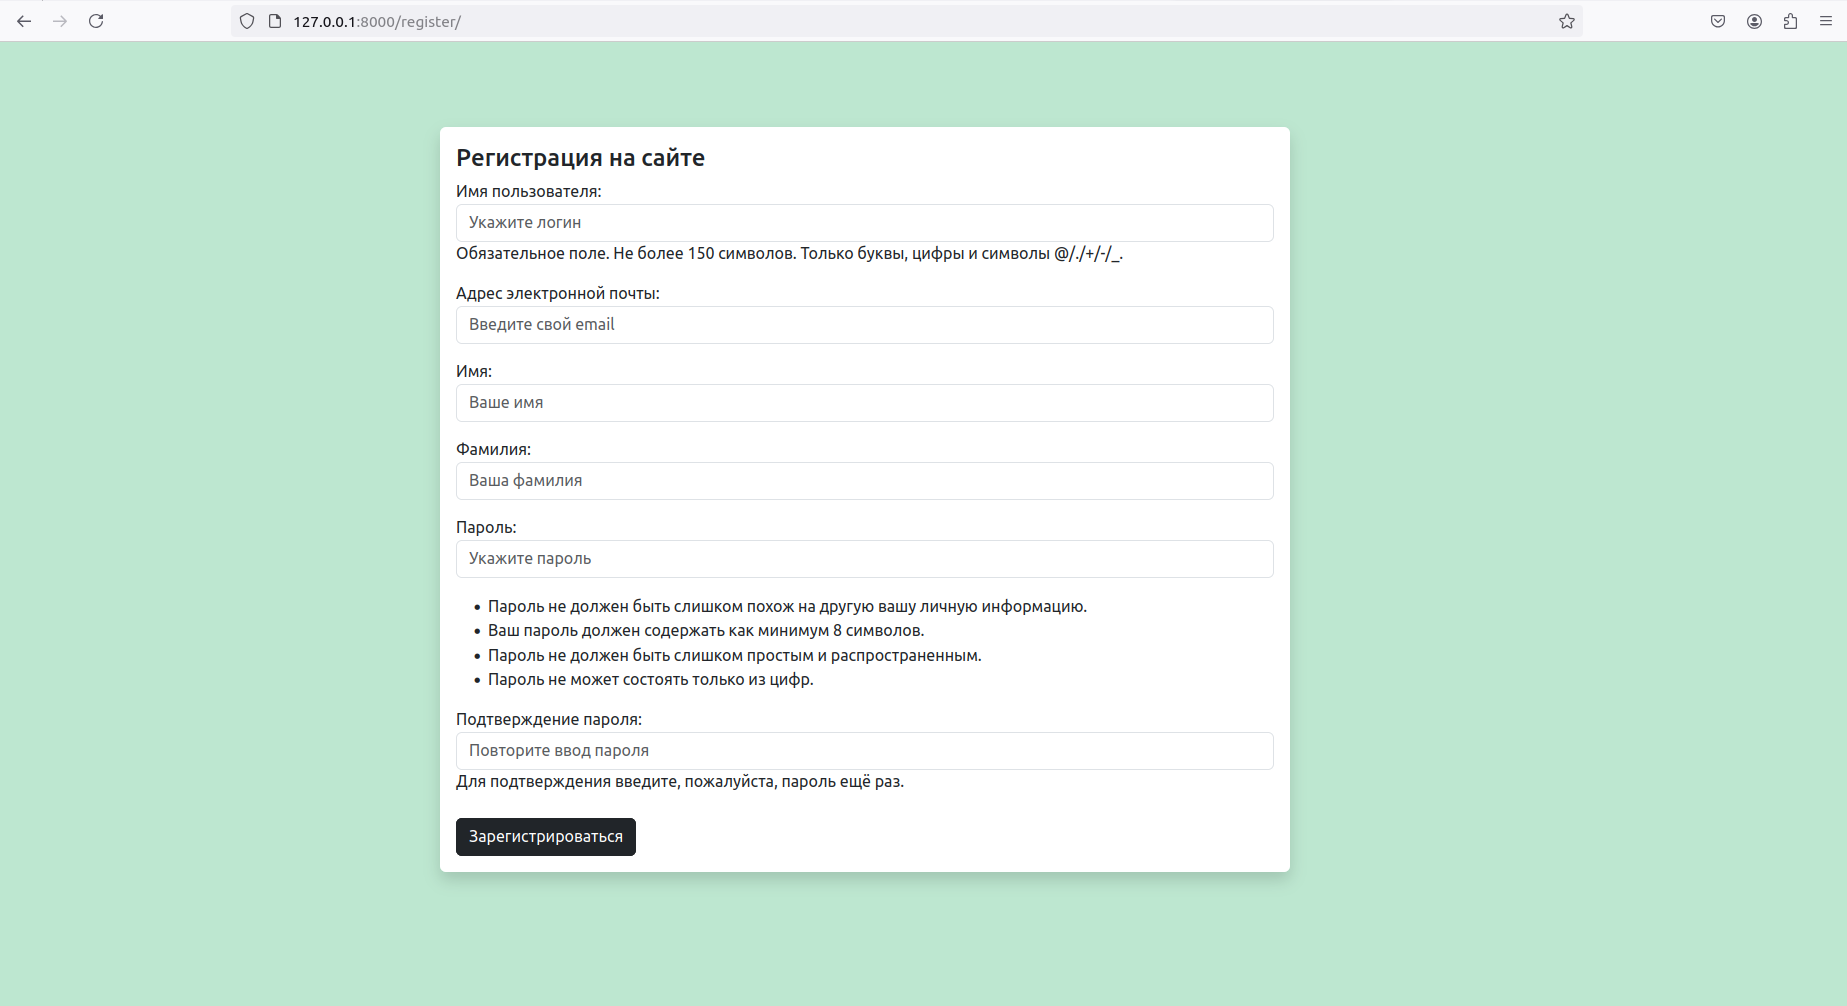 127.0.0.1:8000/register/
Регистрация на сайте
Имя пользователя:
Укажите логин
Обязательное поле. Не более 150 символов. Только буквы, цифры и символы @/./+/-/_.
Адрес электронной почты:
Введите свой email
Имя:
Ваше имя
Фамилия:
Ваша фамилия
Пароль:
Укажите пароль
• Пароль не должен быть слишком похож на другую вашу личную информацию.
• Ваш пароль должен содержать как минимум 8 символов.
• Пароль не должен быть слишком простым и распространенным.
• Пароль не может состоять только из цифр.
Подтверждение пароля:
Повторите ввод пароля
Для подтверждения введите, пожалуйста, пароль ещё раз.
Зарегистрироваться